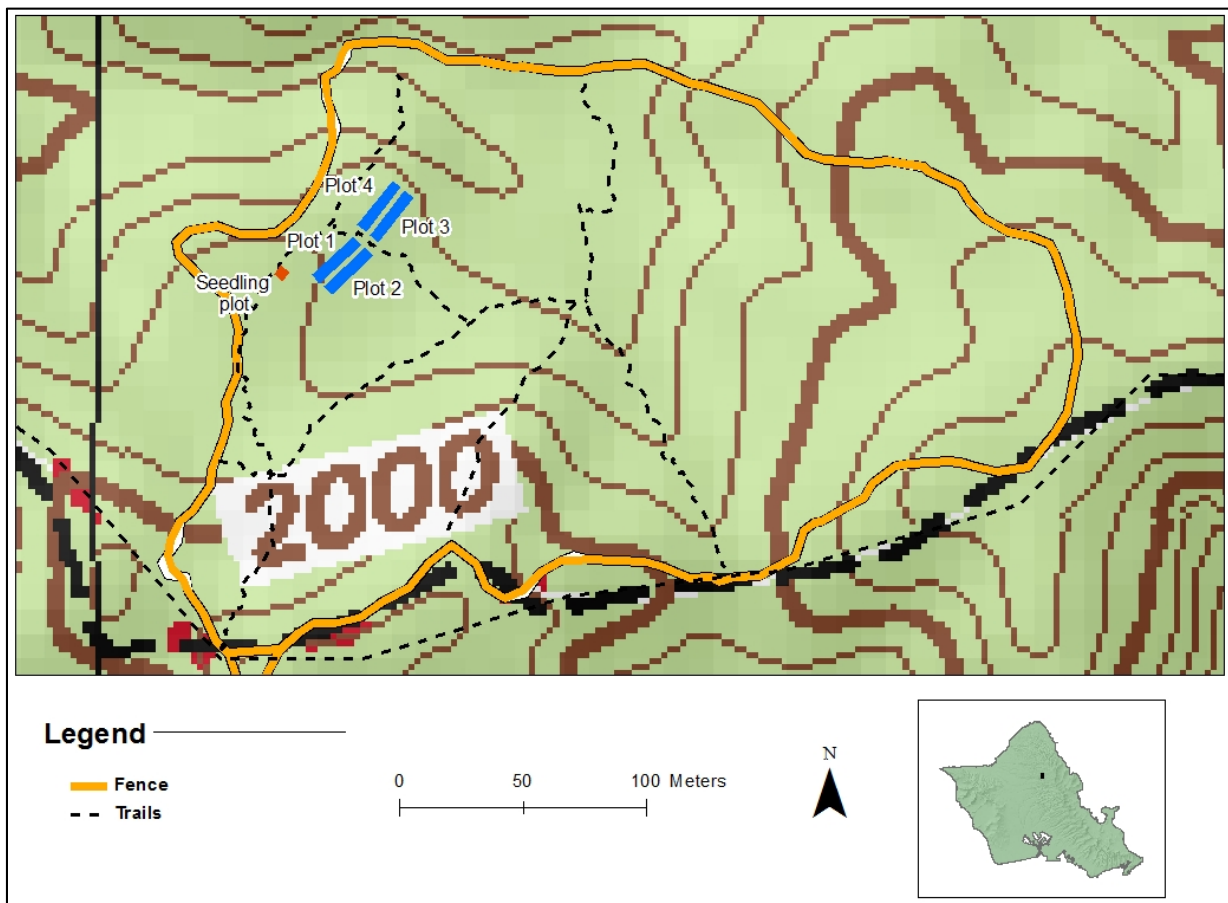 Plot 4
Plot 3
Plot 1
Seedling
plot
Plot 2
2000
Legend
Fence
Trails
0 50 100 Meters
N